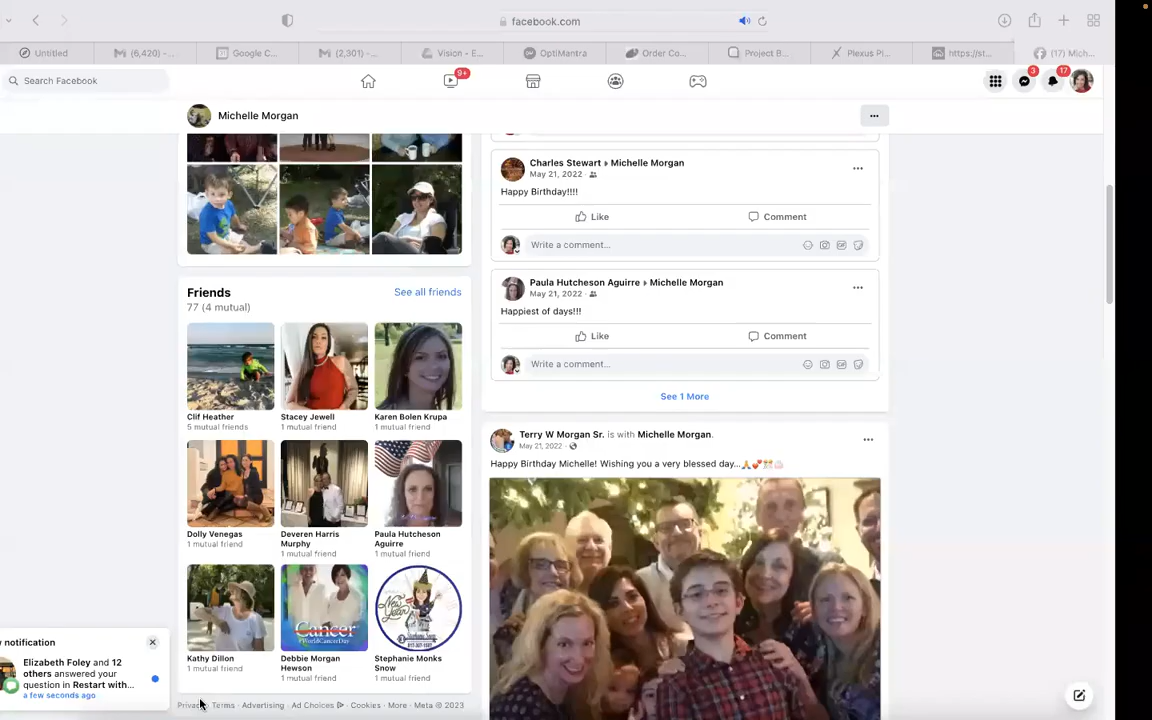 facebook.com
Untitled
(6,420) -...
Google C...
(2,301) -...
Vision - E...
OptiMantra
Order Co...
Project B...
Plexus Pi...
https://st...
(17) Mich...
Search Facebook
9+
3
17
Michelle Morgan
Charles Stewart ▸ Michelle Morgan
May 21, 2022 ·
Happy Birthday!!!!
Like
Comment
Write a comment...
Paula Hutcheson Aguirre ▸ Michelle Morgan
May 21, 2022 ·
Happiest of days!!!
Like
Comment
Write a comment...
See 1 More
Terry W Morgan Sr. is with Michelle Morgan.
May 21, 2022 ·
Happy Birthday Michelle! Wishing you a very blessed day...
Friends
See all friends
77 (4 mutual)
Clif Heather
5 mutual friends
Stacey Jewell
1 mutual friend
Karen Bolen Krupa
1 mutual friend
Dolly Venegas
1 mutual friend
Deveren Harris
Murphy
1 mutual friend
Paula Hutcheson
Aguirre
1 mutual friend
Cancer
Kathy Dillon
1 mutual friend
Debbie Morgan
Hewson
1 mutual friend
Stephanie Monks
Snow
1 mutual friend
notification
Elizabeth Foley and 12
others answered your
question in Restart with...
a few seconds ago
Terms · Advertising · Ad Choices · Cookies · More · Meta © 2023